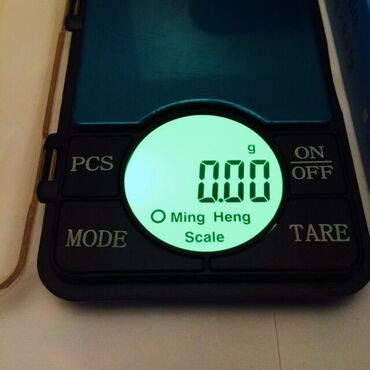 g
PCS
0.00
ON
OFF
Ming Heng
MODE
Scale
TARE